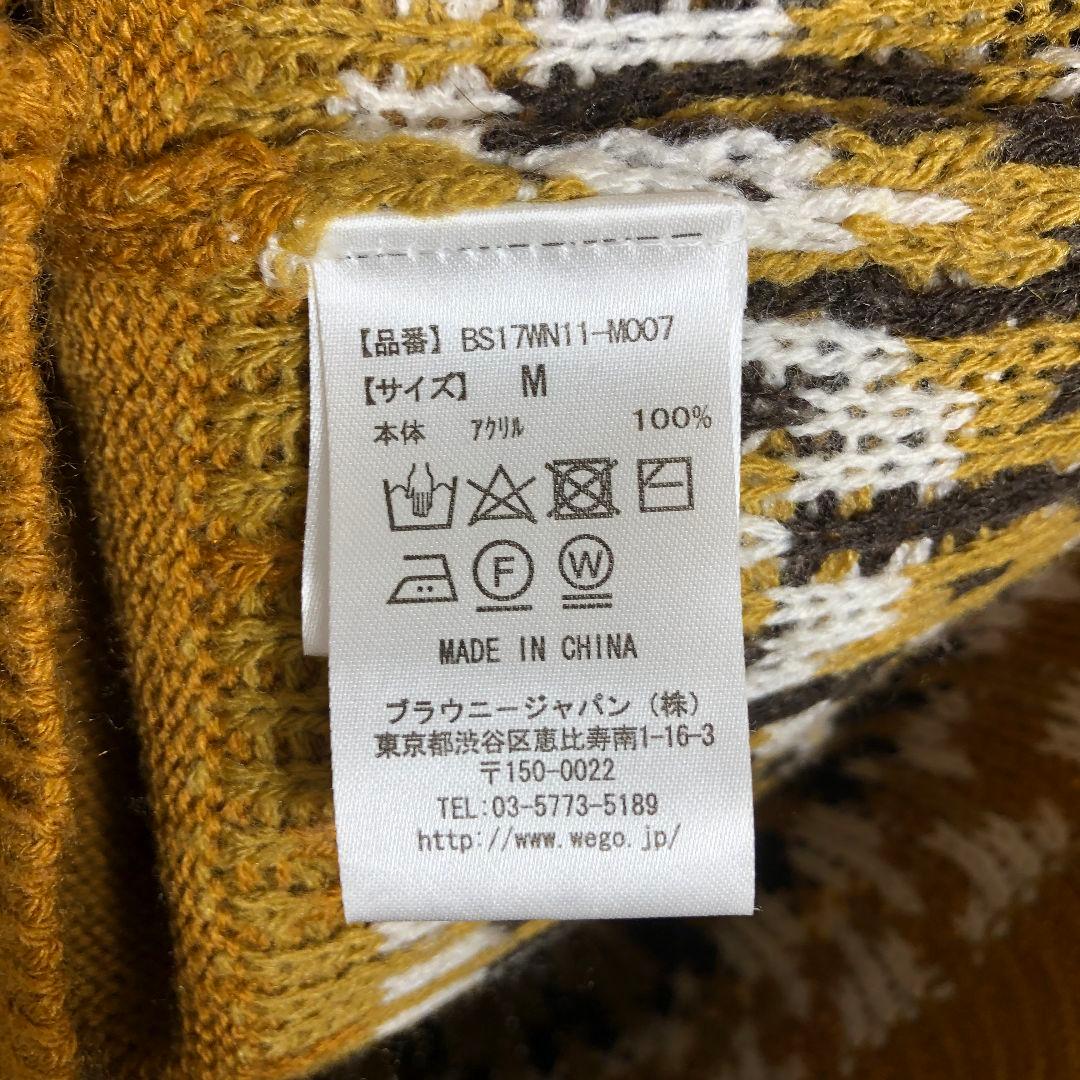 【品番】 BS17WN11-M007
【サイズ】 M
本体 ｱｸﾘﾙ 100%
F W
MADE IN CHINA
ブラウニージャパン（株）
東京都渋谷区恵比寿南1-16-3
〒150-0022
TEL:03-5773-5189
http://www.wego.jp/